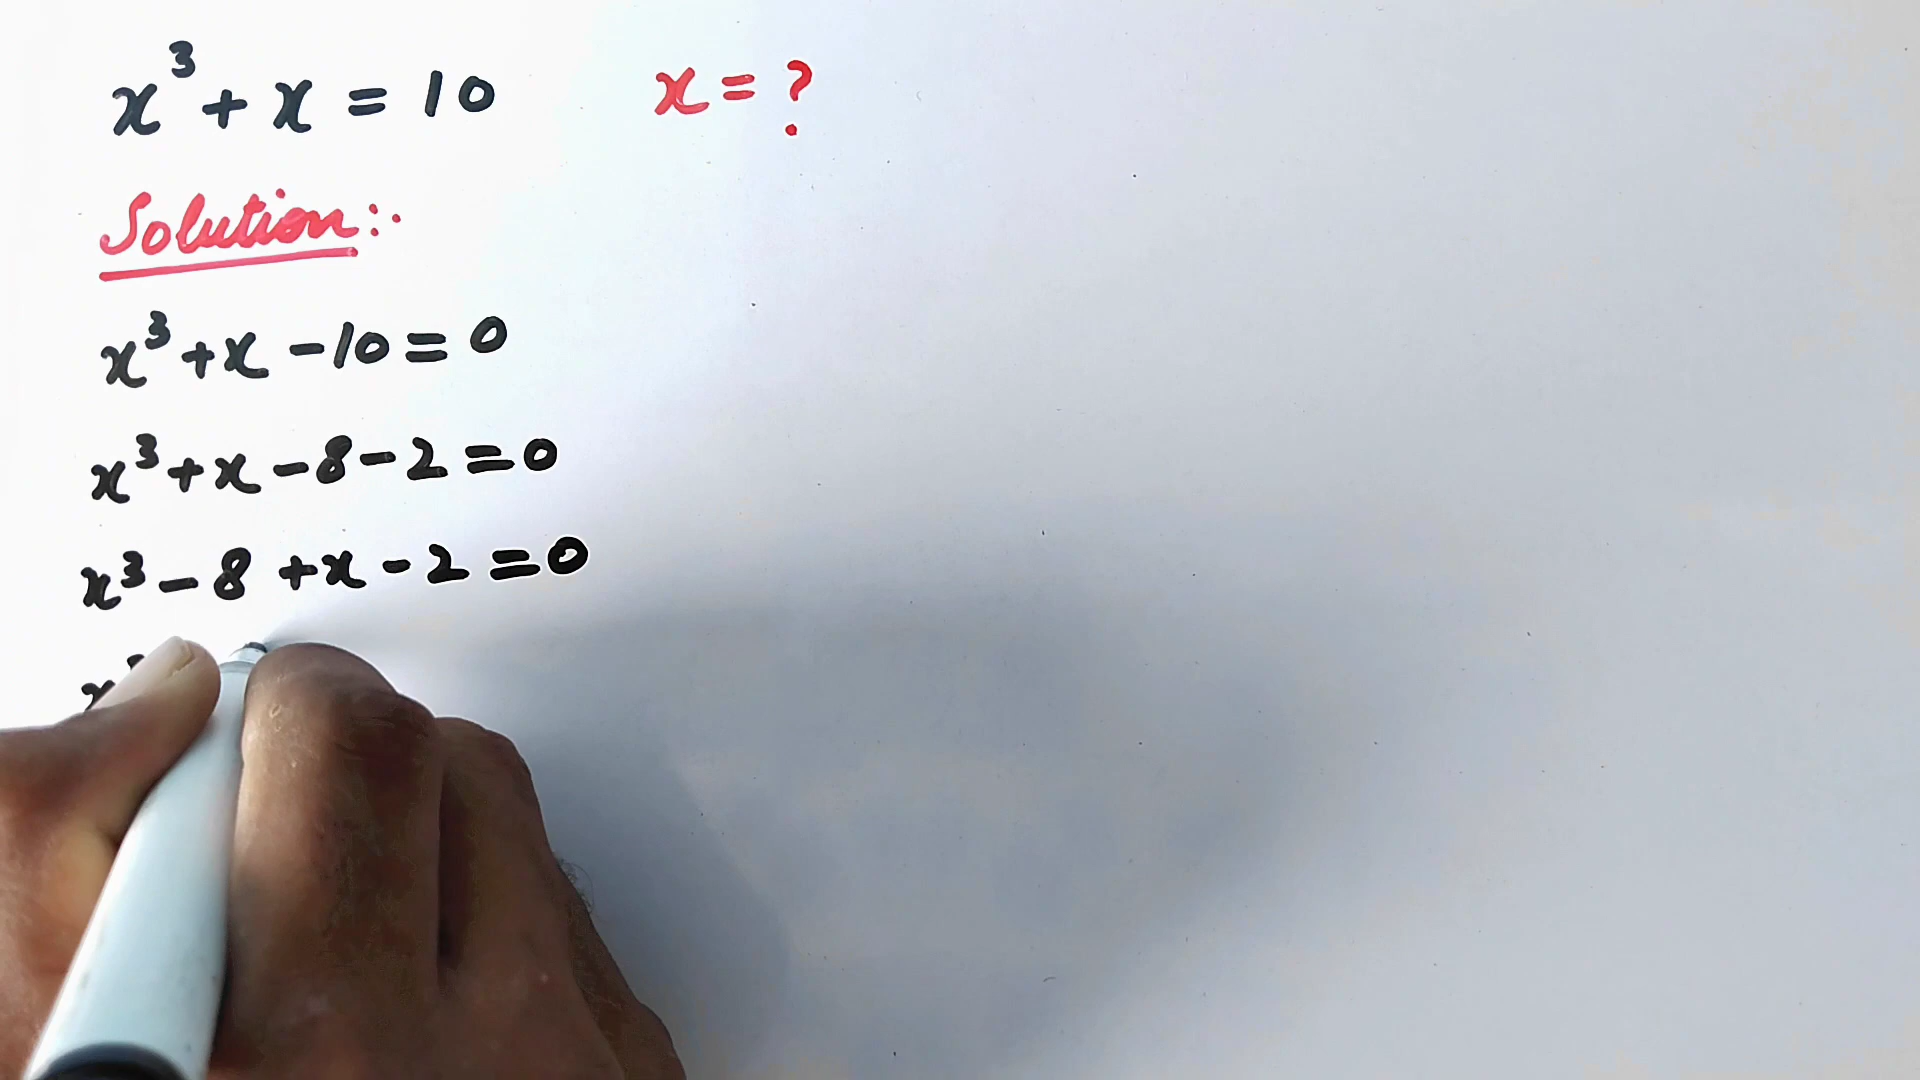 x³ + x = 10 x = ?
Solution:-
x³ + x - 10 = 0
x³ + x - 8 - 2 = 0
x³ - 8 + x - 2 = 0